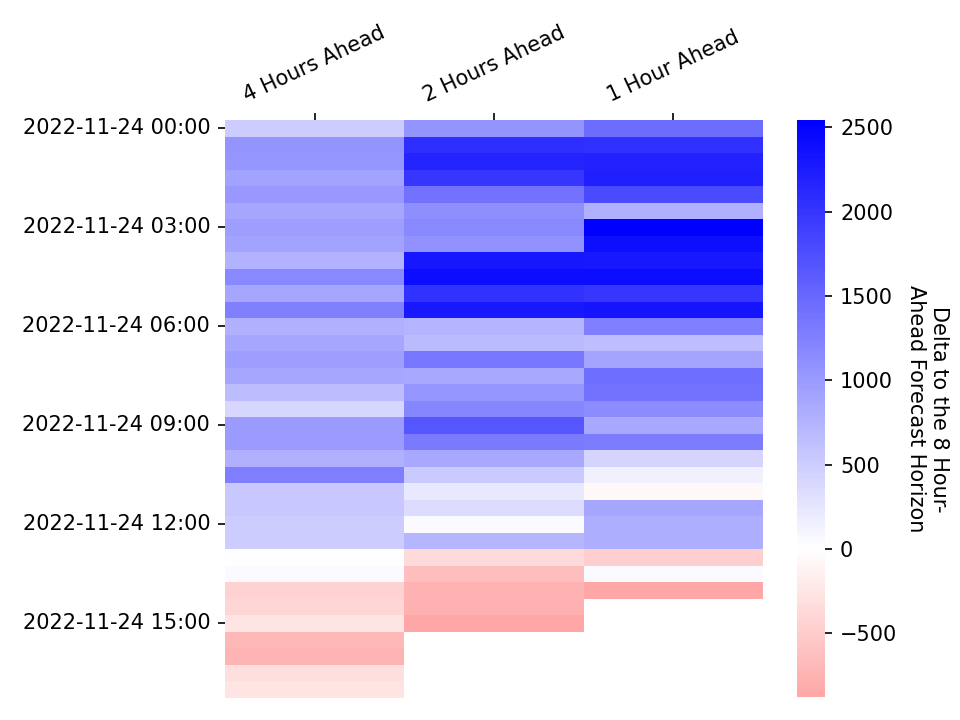 4 Hours Ahead
2 Hours Ahead
1 Hour Ahead
2022-11-24 00:00
2022-11-24 03:00
2022-11-24 06:00
2022-11-24 09:00
2022-11-24 12:00
2022-11-24 15:00
2500
2000
1500
1000
500
0
−500
Delta to the 8 Hour-
Ahead Forecast Horizon